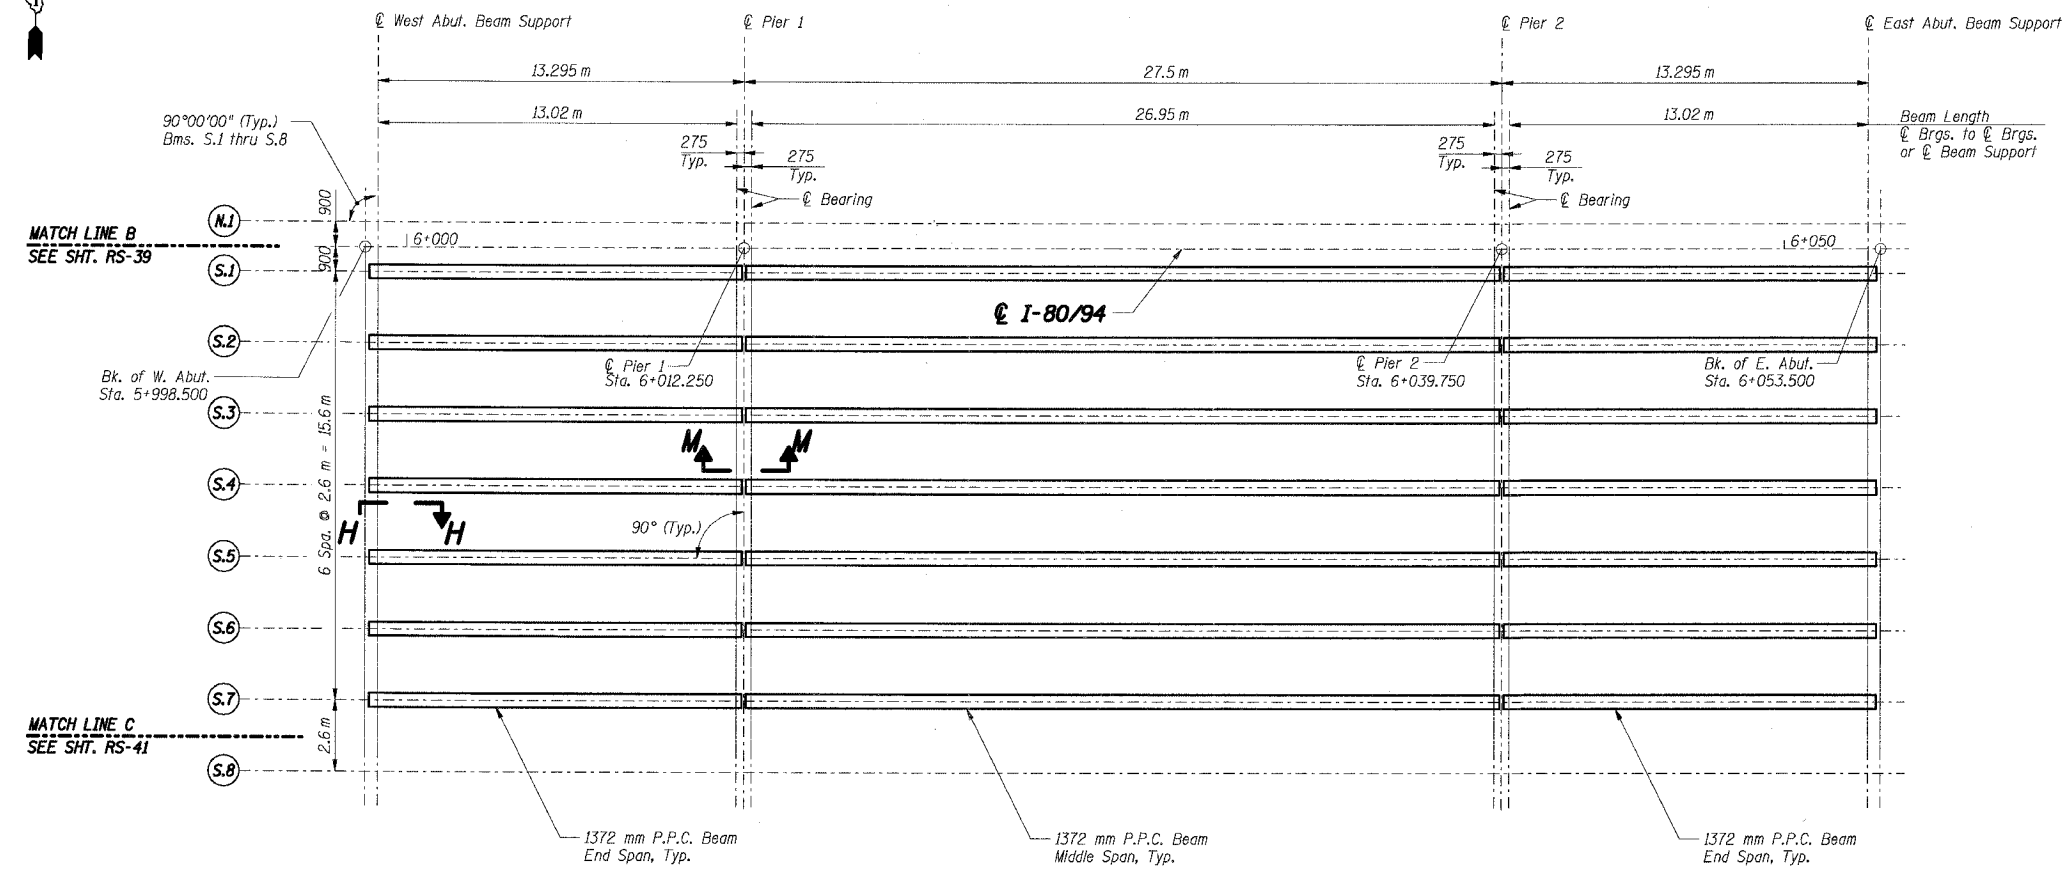 ℄ West Abut. Beam Support
℄ Pier 1
℄ Pier 2
℄ East Abut. Beam Support
13.295 m
27.5 m
13.295 m
13.02 m
26.95 m
13.02 m
Beam Length
℄ Brgs. to ℄ Brgs.
or ℄ Beam Support
90°00'00" (Typ.)
Bms. S.1 thru S.8
275
Typ.
275
Typ.
275
Typ.
275
Typ.
℄ Bearing
℄ Bearing
900
N.1
MATCH LINE B
SEE SHT. RS-39
6+000
6+050
900
S.1
℄ I-80/94
S.2
℄ Pier 1
Sta. 6+012.250
℄ Pier 2
Sta. 6+039.750
Bk. of E. Abut.
Sta. 6+053.500
Bk. of W. Abut.
Sta. 5+998.500
S.3
6 Spa. @ 2.6 m = 15.6 m
M M
S.4
H H
90° (Typ.)
S.5
S.6
S.7
MATCH LINE C
SEE SHT. RS-41
2.6 m
S.8
1372 mm P.P.C. Beam
End Span, Typ.
1372 mm P.P.C. Beam
Middle Span, Typ.
1372 mm P.P.C. Beam
End Span, Typ.